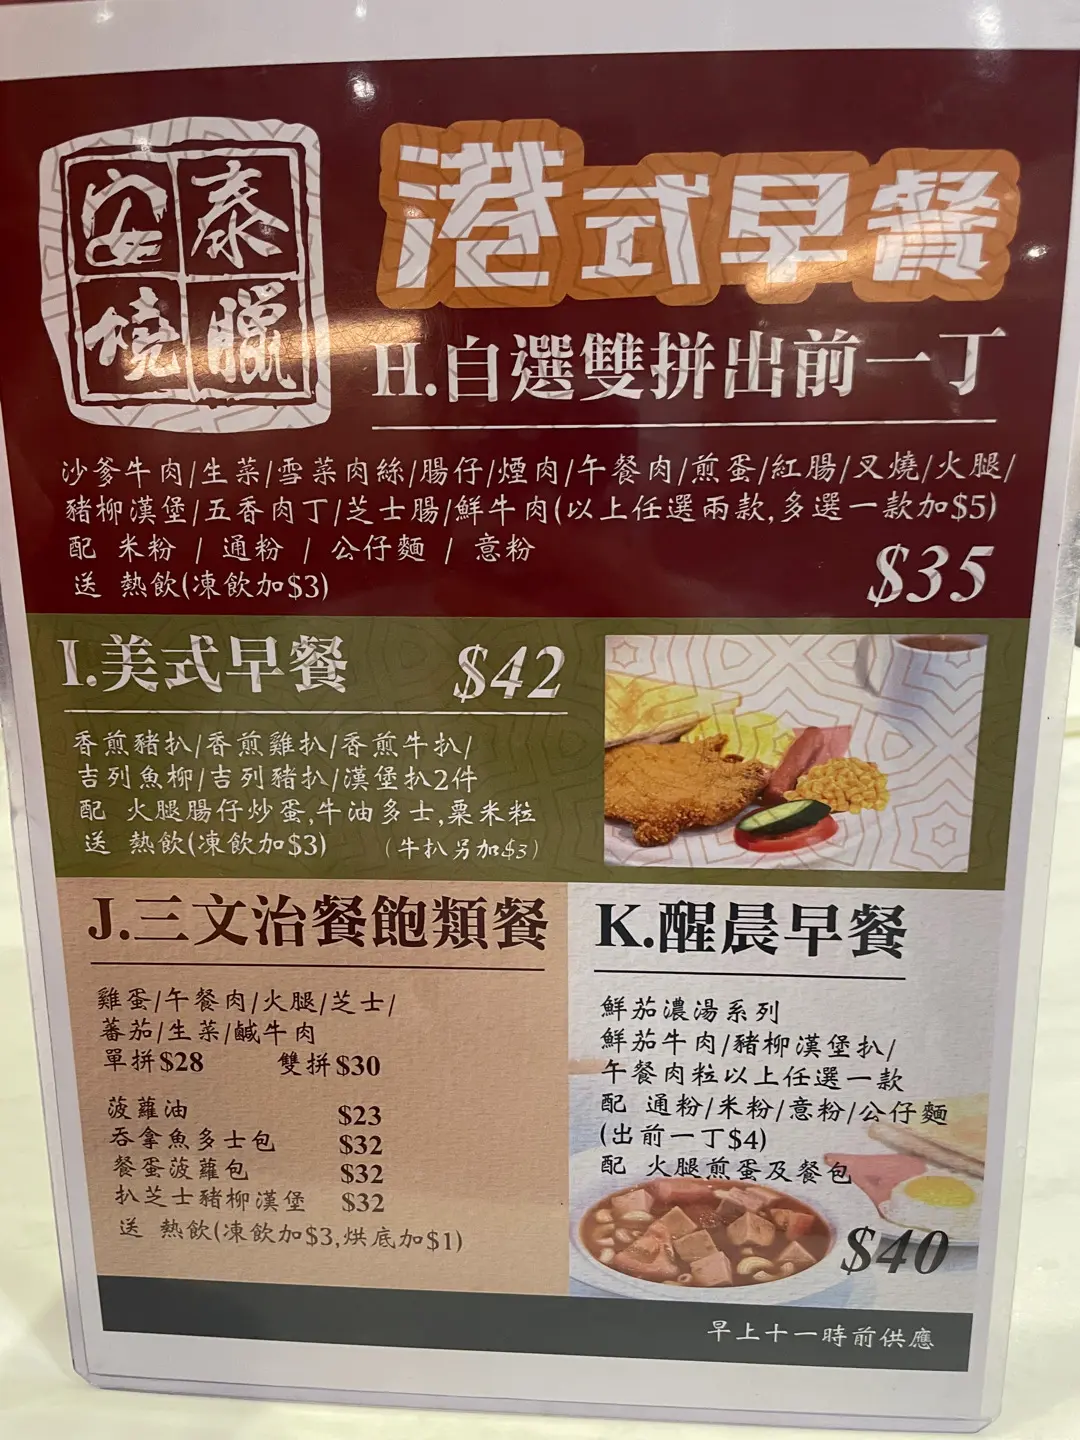 安泰
燒臘
港式早餐
H.自選雙拼出前一丁
沙爹牛肉/生菜/雪菜肉絲/腸仔/煙肉/午餐肉/煎蛋/紅腸/叉燒/火腿/
豬柳漢堡/五香肉丁/芝士腸/鮮牛肉(以上任選兩款,多選一款加$5)
配 米粉 / 通粉 / 公仔麵 / 意粉
送 熱飲(凍飲加$3)
$35
I.美式早餐 $42
香煎豬扒/香煎雞扒/香煎牛扒/
吉列魚柳/吉列豬扒/漢堡扒2件
配 火腿腸仔炒蛋,牛油多士,粟米粒
送 熱飲(凍飲加$3) (牛扒另加$3)
J.三文治餐飽類餐
雞蛋/午餐肉/火腿/芝士/
蕃茄/生菜/鹹牛肉
單拼$28 雙拼$30
菠蘿油 $23
吞拿魚多士包 $32
餐蛋菠蘿包 $32
扒芝士豬柳漢堡 $32
送 熱飲(凍飲加$3,烘底加$1)
K.醒晨早餐
鮮茄濃湯系列
鮮茄牛肉/豬柳漢堡扒/
午餐肉粒以上任選一款
配 通粉/米粉/意粉/公仔麵
(出前一丁$4)
配 火腿煎蛋及餐包
$40
早上十一時前供應